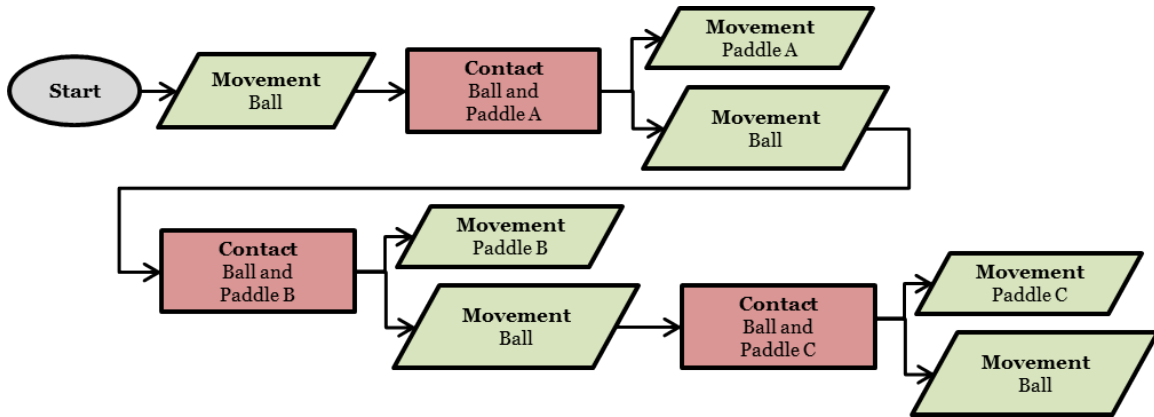 Start
Movement
Ball
Contact
Ball and
Paddle A
Movement
Paddle A
Movement
Ball
Contact
Ball and
Paddle B
Movement
Paddle B
Movement
Ball
Contact
Ball and
Paddle C
Movement
Paddle C
Movement
Ball